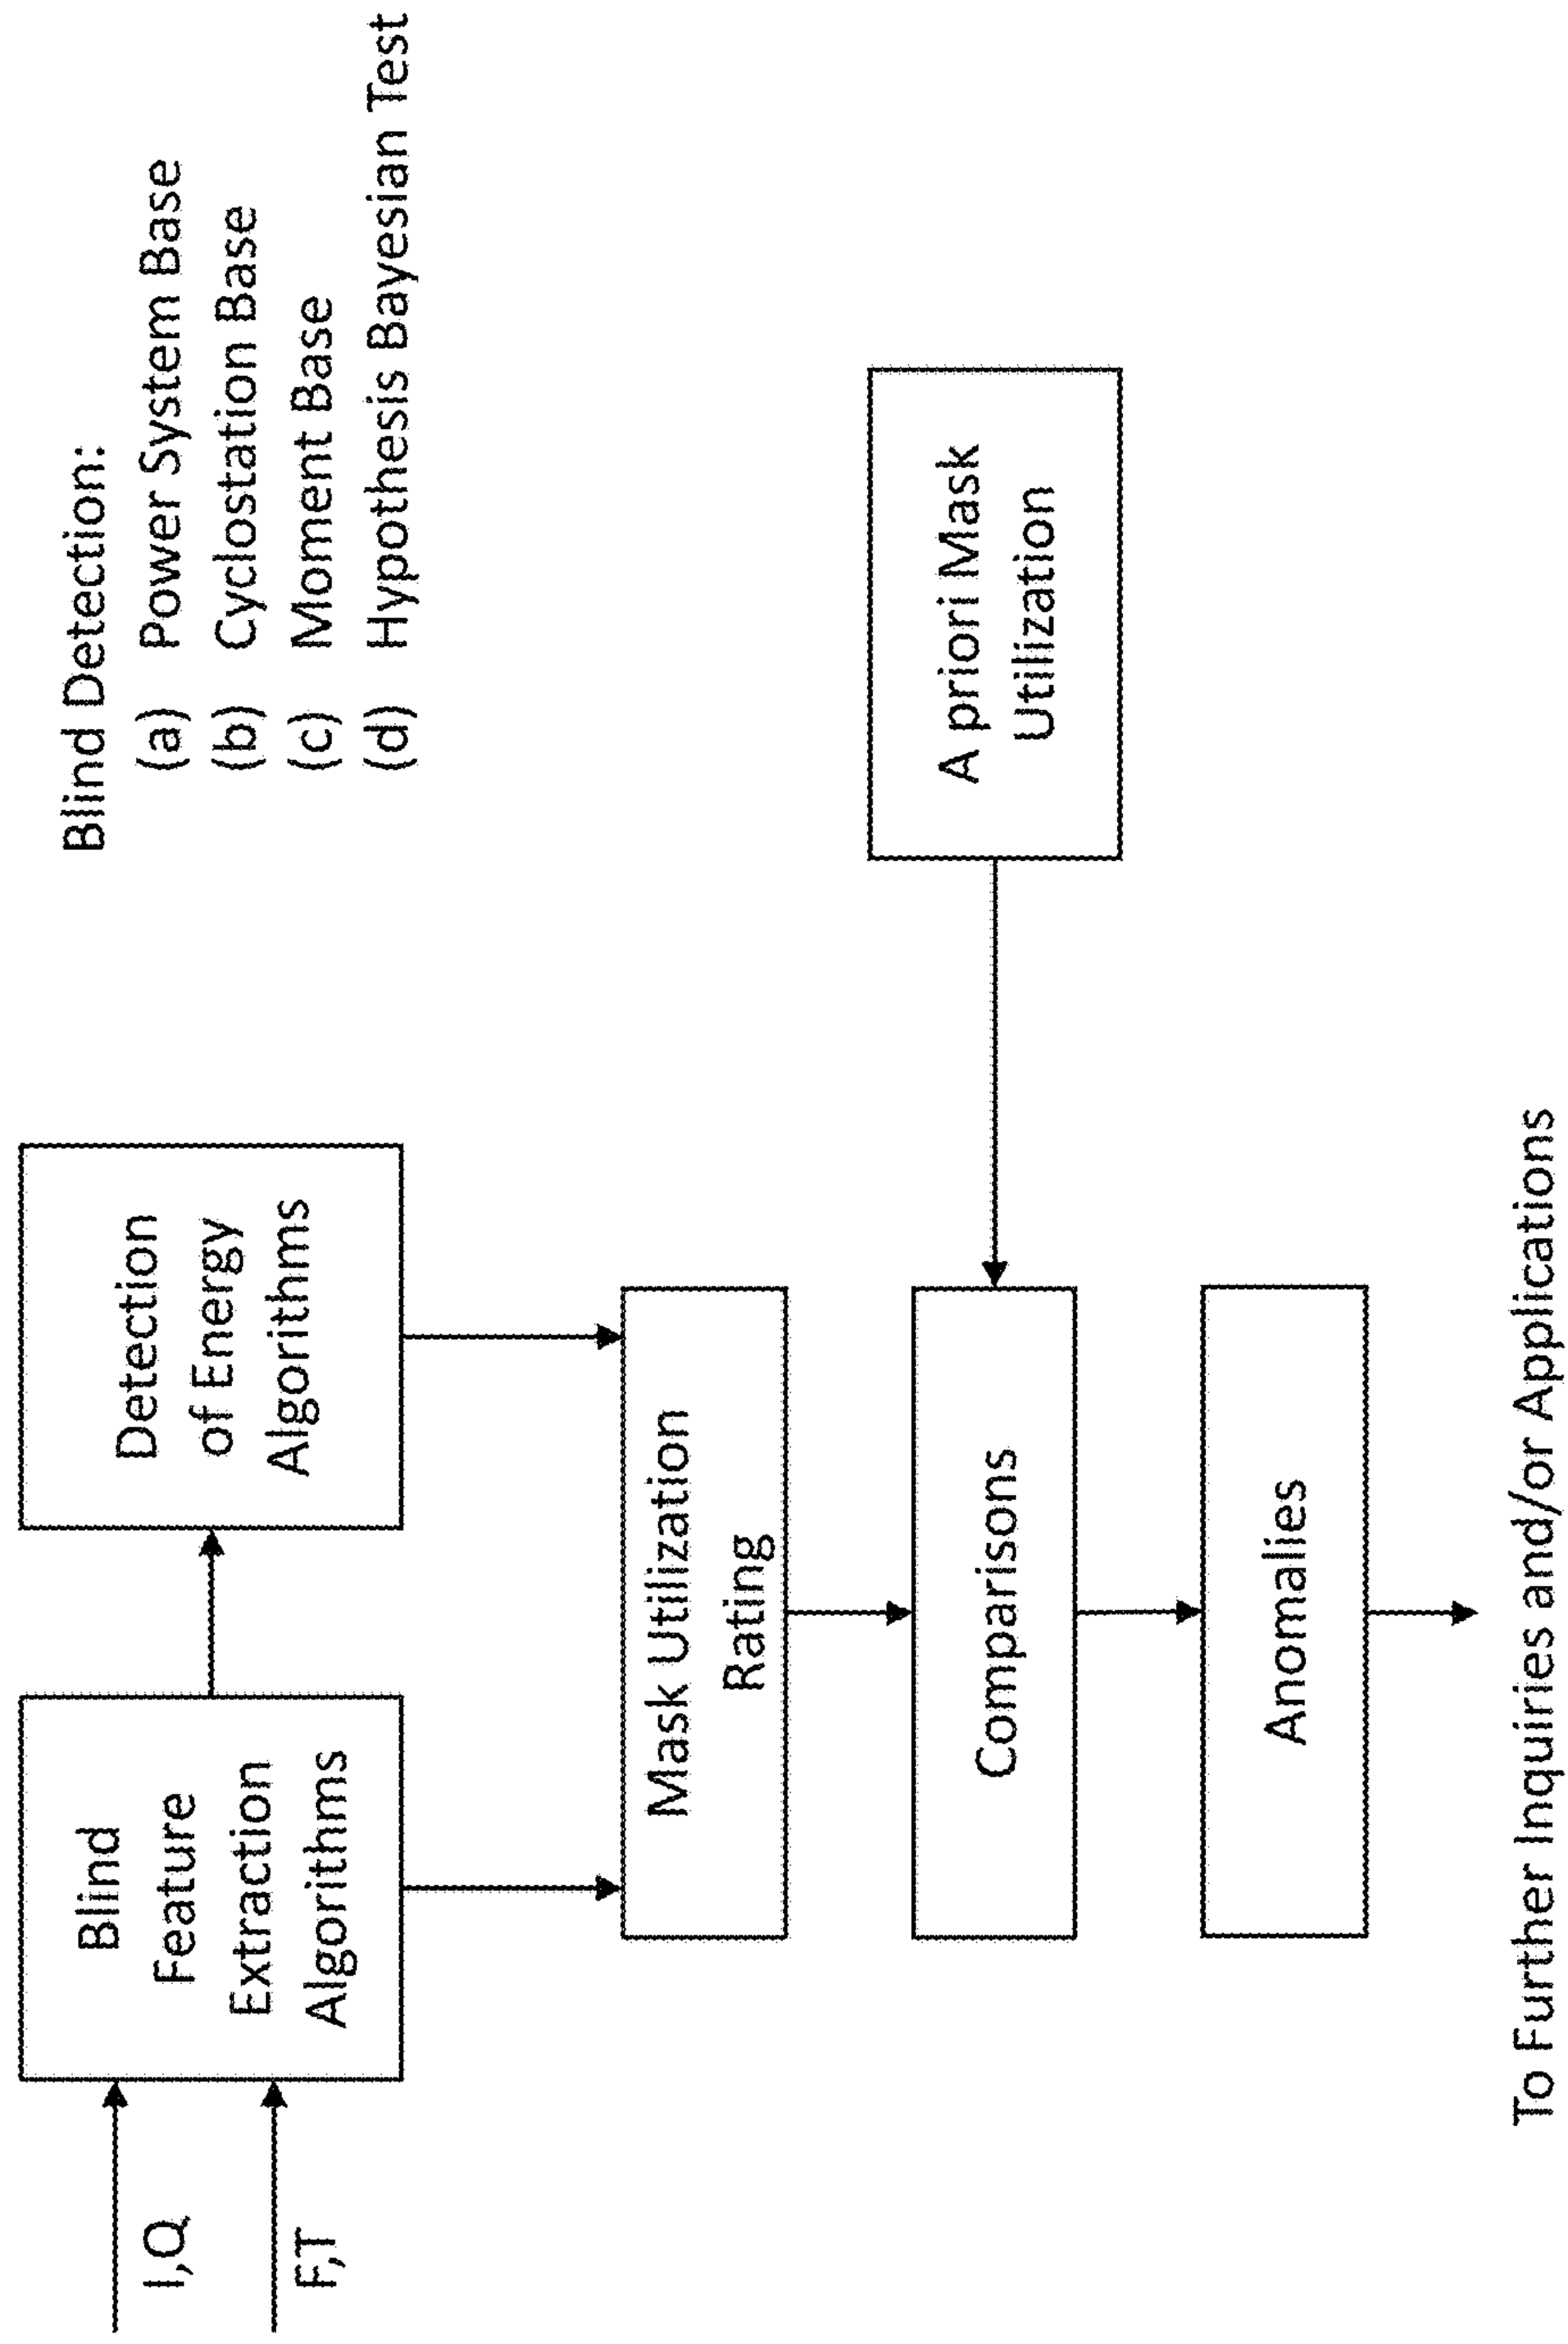 Blind Detection:
(a) Power System Base
(b) Cyclostation Base
(c) Moment Base
(d) Hypothesis Bayesian Test
I,Q
F,T
Blind
Feature
Extraction
Algorithms
Detection
of Energy
Algorithms
Mask Utilization
Rating
Comparisons
A priori Mask
Utilization
Anomalies
To Further Inquiries and/or Applications